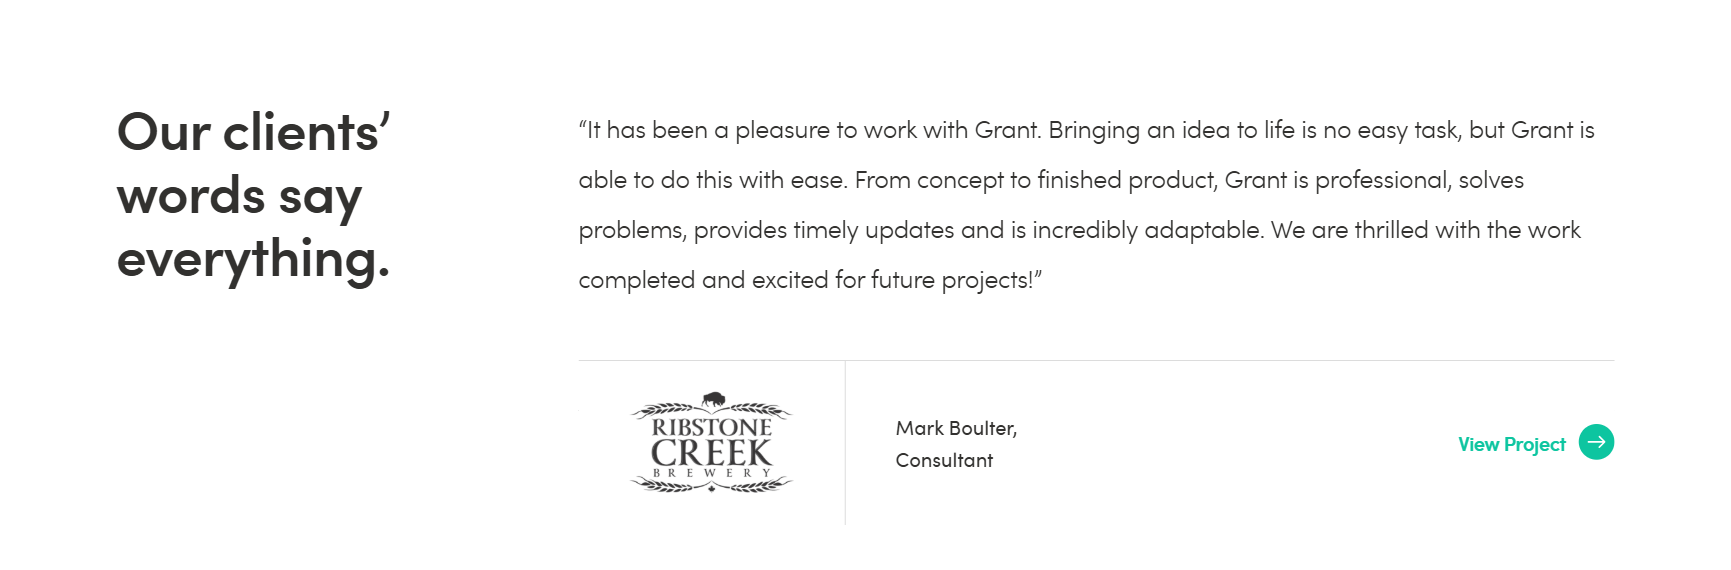 Our clients’
words say
everything.
“It has been a pleasure to work with Grant. Bringing an idea to life is no easy task, but Grant is
able to do this with ease. From concept to finished product, Grant is professional, solves
problems, provides timely updates and is incredibly adaptable. We are thrilled with the work
completed and excited for future projects!”
RIBSTONE
CREEK
BREWERY
Mark Boulter,
Consultant
View Project